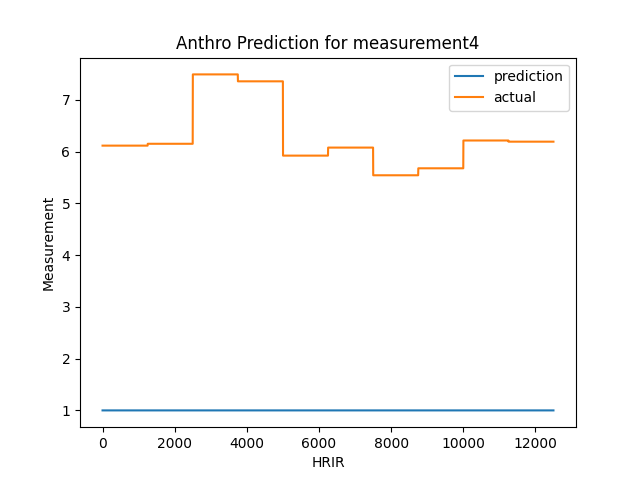 Anthro Prediction for measurement4
prediction
actual
7
6
5
4
3
2
1
Measurement
0
2000
4000
6000
8000
10000
12000
HRIR